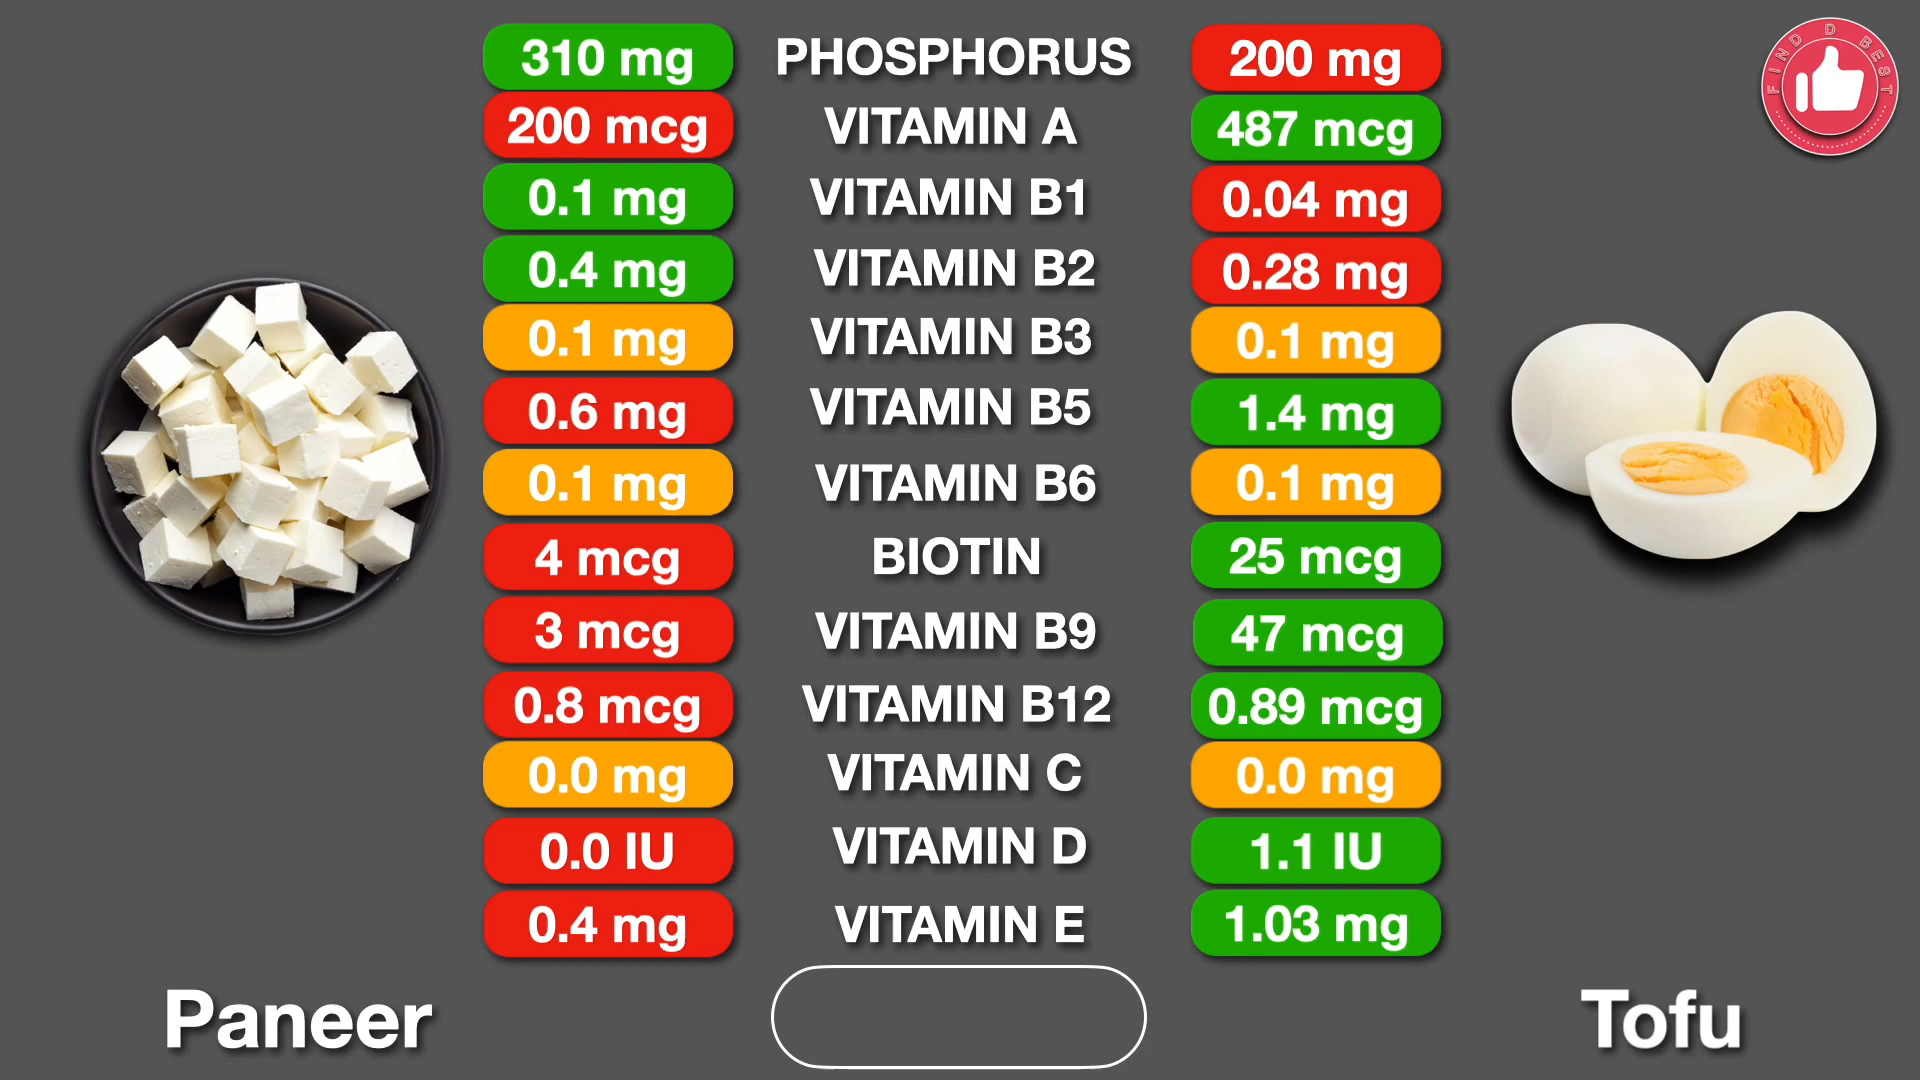 310 mg PHOSPHORUS 200 mg
200 mcg VITAMIN A 487 mcg
0.1 mg VITAMIN B1 0.04 mg
0.4 mg VITAMIN B2 0.28 mg
0.1 mg VITAMIN B3 0.1 mg
0.6 mg VITAMIN B5 1.4 mg
0.1 mg VITAMIN B6 0.1 mg
4 mcg BIOTIN 25 mcg
3 mcg VITAMIN B9 47 mcg
0.8 mcg VITAMIN B12 0.89 mcg
0.0 mg VITAMIN C 0.0 mg
0.0 IU VITAMIN D 1.1 IU
0.4 mg VITAMIN E 1.03 mg
Paneer Tofu
FIND D BEST